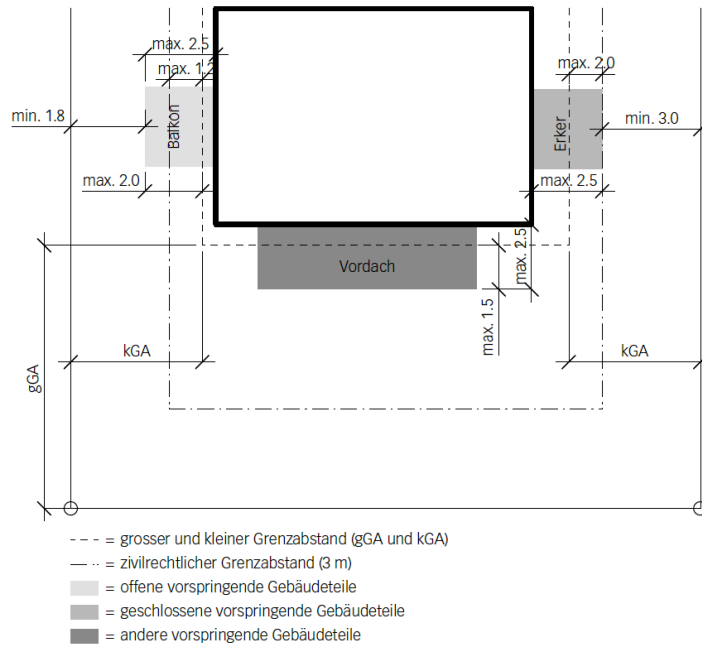 max. 2.5
max. 2.0
max. 1.2
min. 1.8
min. 3.0
Balkon
Erker
max. 2.0
max. 2.5
max. 2.5
Vordach
max. 1.5
kGA
kGA
gGA
--- = grosser und kleiner Grenzabstand (gGA und kGA)
= zivilrechtlicher Grenzabstand (3 m)
= offene vorspringende Gebäudeteile
= geschlossene vorspringende Gebäudeteile
= andere vorspringende Gebäudeteile